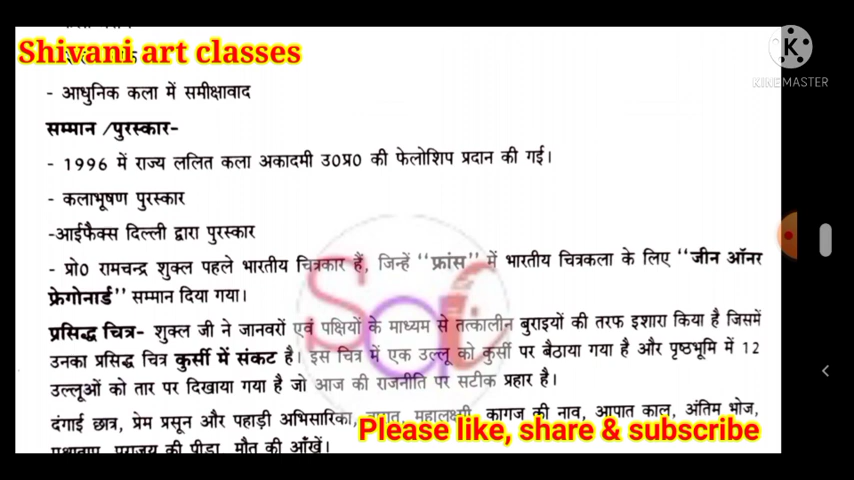 Shivani art classes
KINEMASTER
- आधुनिक कला में समीक्षावाद
सम्मान /पुरस्कार-
- 1996 में राज्य ललित कला अकादमी उ0प्र0 की फेलोशिप प्रदान की गई।
- कलाभूषण पुरस्कार
-आईफैक्स दिल्ली द्वारा पुरस्कार
- प्रो0 रामचन्द्र शुक्ल पहले भारतीय चित्रकार हैं, जिन्हें "फ्रांस" में भारतीय चित्रकला के लिए "जीन ऑनर
फ्रेगोनार्ड" सम्मान दिया गया।
प्रसिद्ध चित्र- शुक्ल जी ने जानवरों एवं पक्षियों के माध्यम से तत्कालीन बुराइयों की तरफ इशारा किया है जिसमें
उनका प्रसिद्ध चित्र कुर्सी में संकट है। इस चित्र में एक उल्लू को कुर्सी पर बैठाया गया है और पृष्ठभूमि में 12
उल्लूओं को तार पर दिखाया गया है जो आज की राजनीति पर सटीक प्रहार है।
दंगाई छात्र, प्रेम प्रसून और पहाड़ी अभिसारिका, महालक्ष्मी, कागज की नाव, आपात काल, अंतिम भोज,
Please like, share & subscribe
पराजय की पीड़ा, मौत की आँखें।